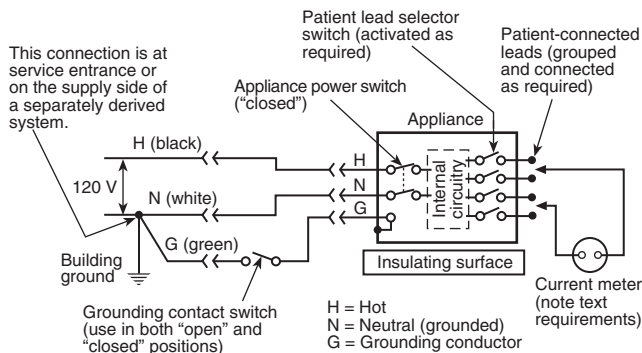 Patient lead selector
switch (activated as
required)
Patient-connected
leads (grouped
and connected
as required)
This connection is at
service entrance or
on the supply side of
a separately derived
system.
Appliance power switch
(“closed”)
Appliance
H (black)
H
120 V
N (white)
N
G
G (green)
Internal
circuitry
Building
ground
Insulating surface
Current meter
(note text
requirements)
Grounding contact switch
(use in both “open” and
“closed” positions)
H = Hot
N = Neutral (grounded)
G = Grounding conductor